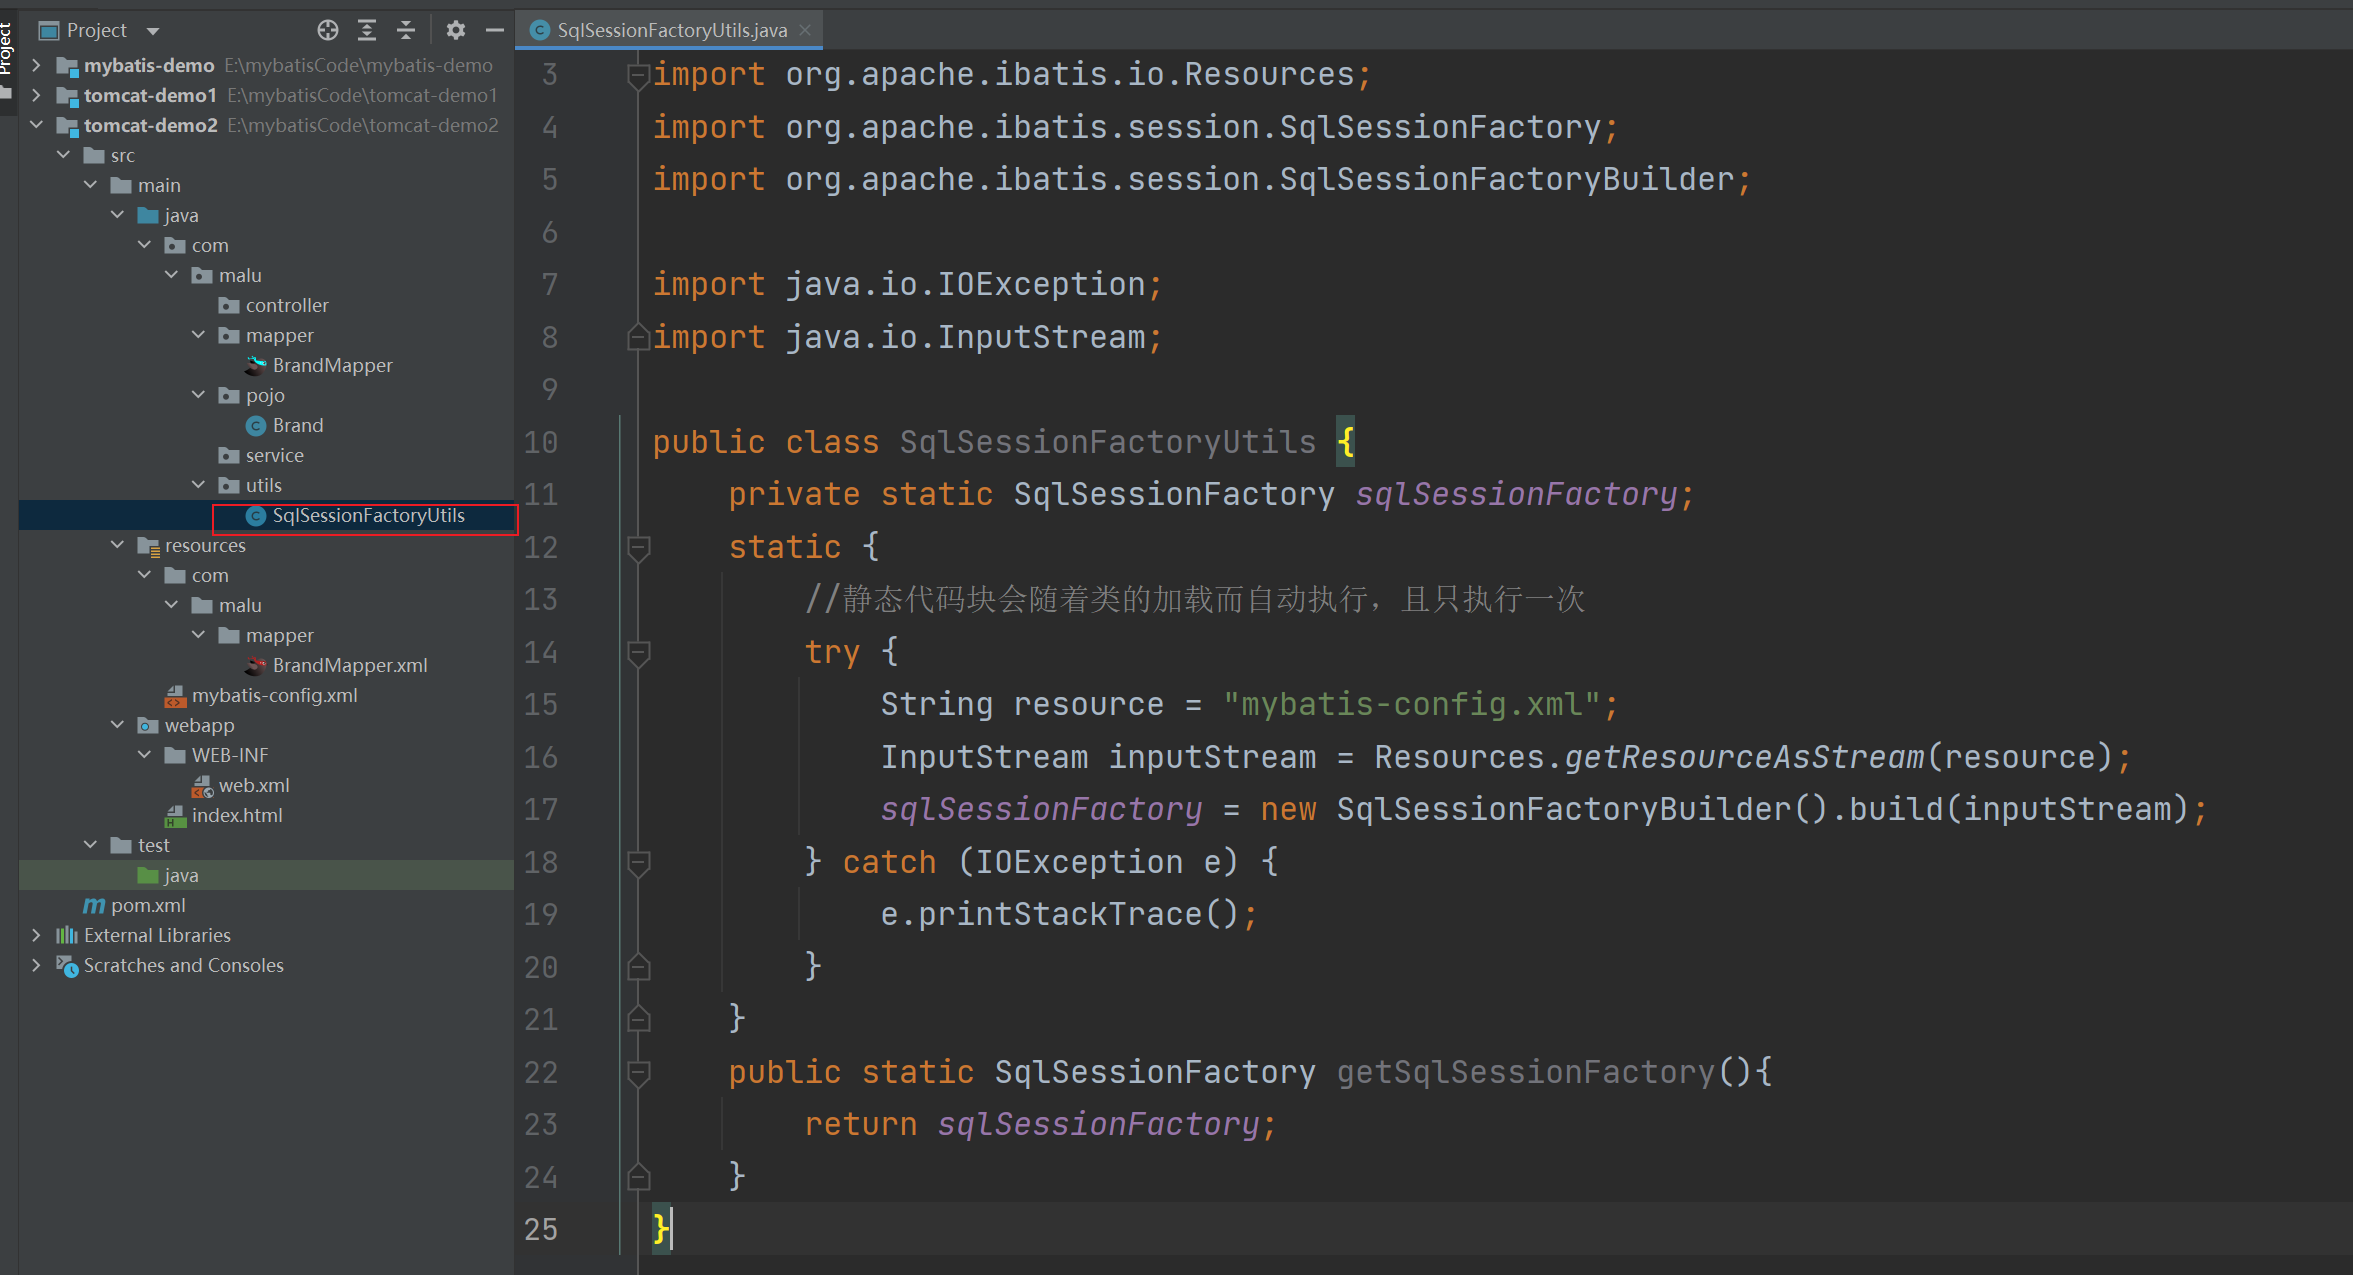 Project
Project
mybatis-demo E:\mybatisCode\mybatis-demo
tomcat-demo1 E:\mybatisCode\tomcat-demo1
tomcat-demo2 E:\mybatisCode\tomcat-demo2
src
main
java
com
malu
controller
mapper
BrandMapper
pojo
Brand
service
utils
SqlSessionFactoryUtils
resources
com
malu
mapper
BrandMapper.xml
mybatis-config.xml
webapp
WEB-INF
web.xml
index.html
test
java
pom.xml
External Libraries
Scratches and Consoles
SqlSessionFactoryUtils.java
3 import org.apache.ibatis.io.Resources;
4 import org.apache.ibatis.session.SqlSessionFactory;
5 import org.apache.ibatis.session.SqlSessionFactoryBuilder;
6
7 import java.io.IOException;
8 import java.io.InputStream;
9
10 public class SqlSessionFactoryUtils {
11 private static SqlSessionFactory sqlSessionFactory;
12 static {
13 //静态代码块会随着类的加载而自动执行，且只执行一次
14 try {
15 String resource = "mybatis-config.xml";
16 InputStream inputStream = Resources.getResourceAsStream(resource);
17 sqlSessionFactory = new SqlSessionFactoryBuilder().build(inputStream);
18 } catch (IOException e) {
19 e.printStackTrace();
20 }
21 }
22 public static SqlSessionFactory getSqlSessionFactory(){
23 return sqlSessionFactory;
24 }
25 }